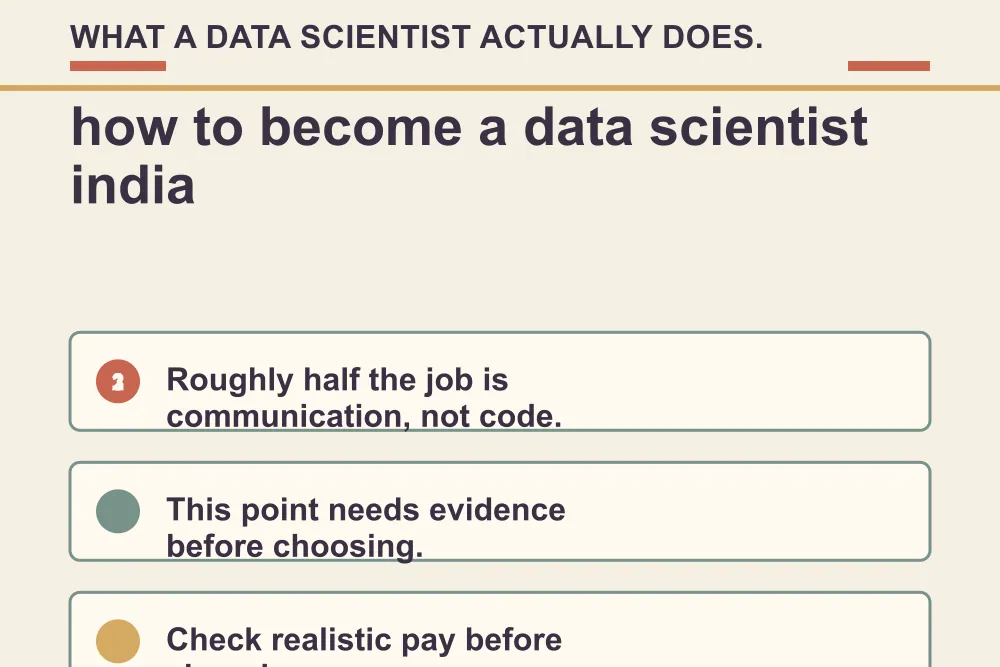 WHAT A DATA SCIENTIST ACTUALLY DOES.
how to become a data scientist
india
Roughly half the job is
communication, not code.
This point needs evidence
before choosing.
Check realistic pay before